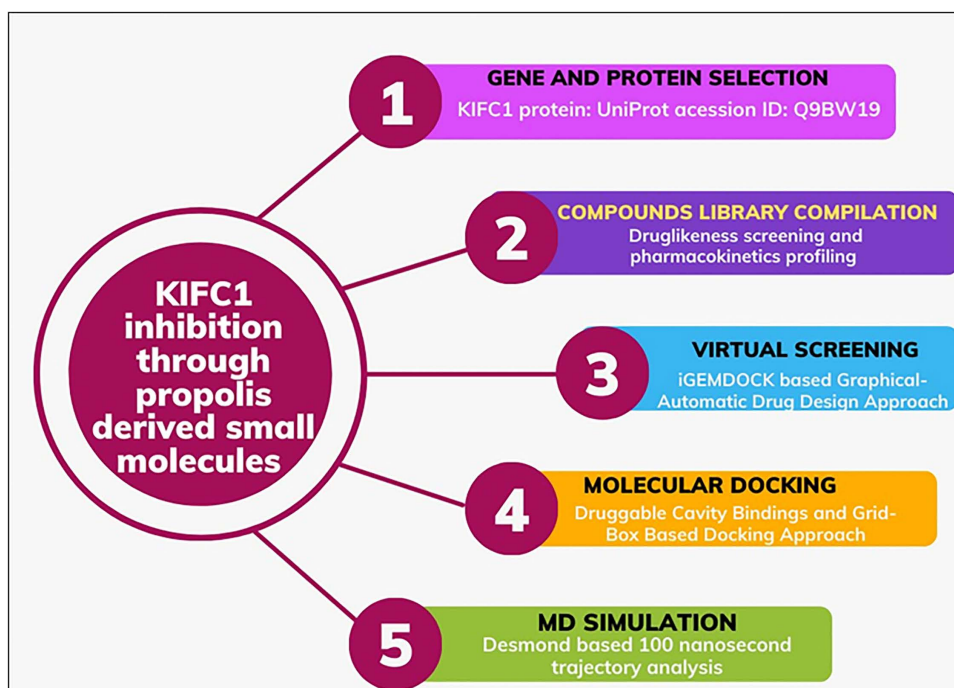 KIFC1
inhibition
through
propolis
derived small
molecules
1
GENE AND PROTEIN SELECTION
KIFC1 protein: UniProt acession ID: Q9BW19
2
COMPOUNDS LIBRARY COMPILATION
Druglikeness screening and
pharmacokinetics profiling
3
VIRTUAL SCREENING
iGEMDOCK based Graphical-
Automatic Drug Design Approach
4
MOLECULAR DOCKING
Druggable Cavity Bindings and Grid-
Box Based Docking Approach
5
MD SIMULATION
Desmond based 100 nanosecond
trajectory analysis